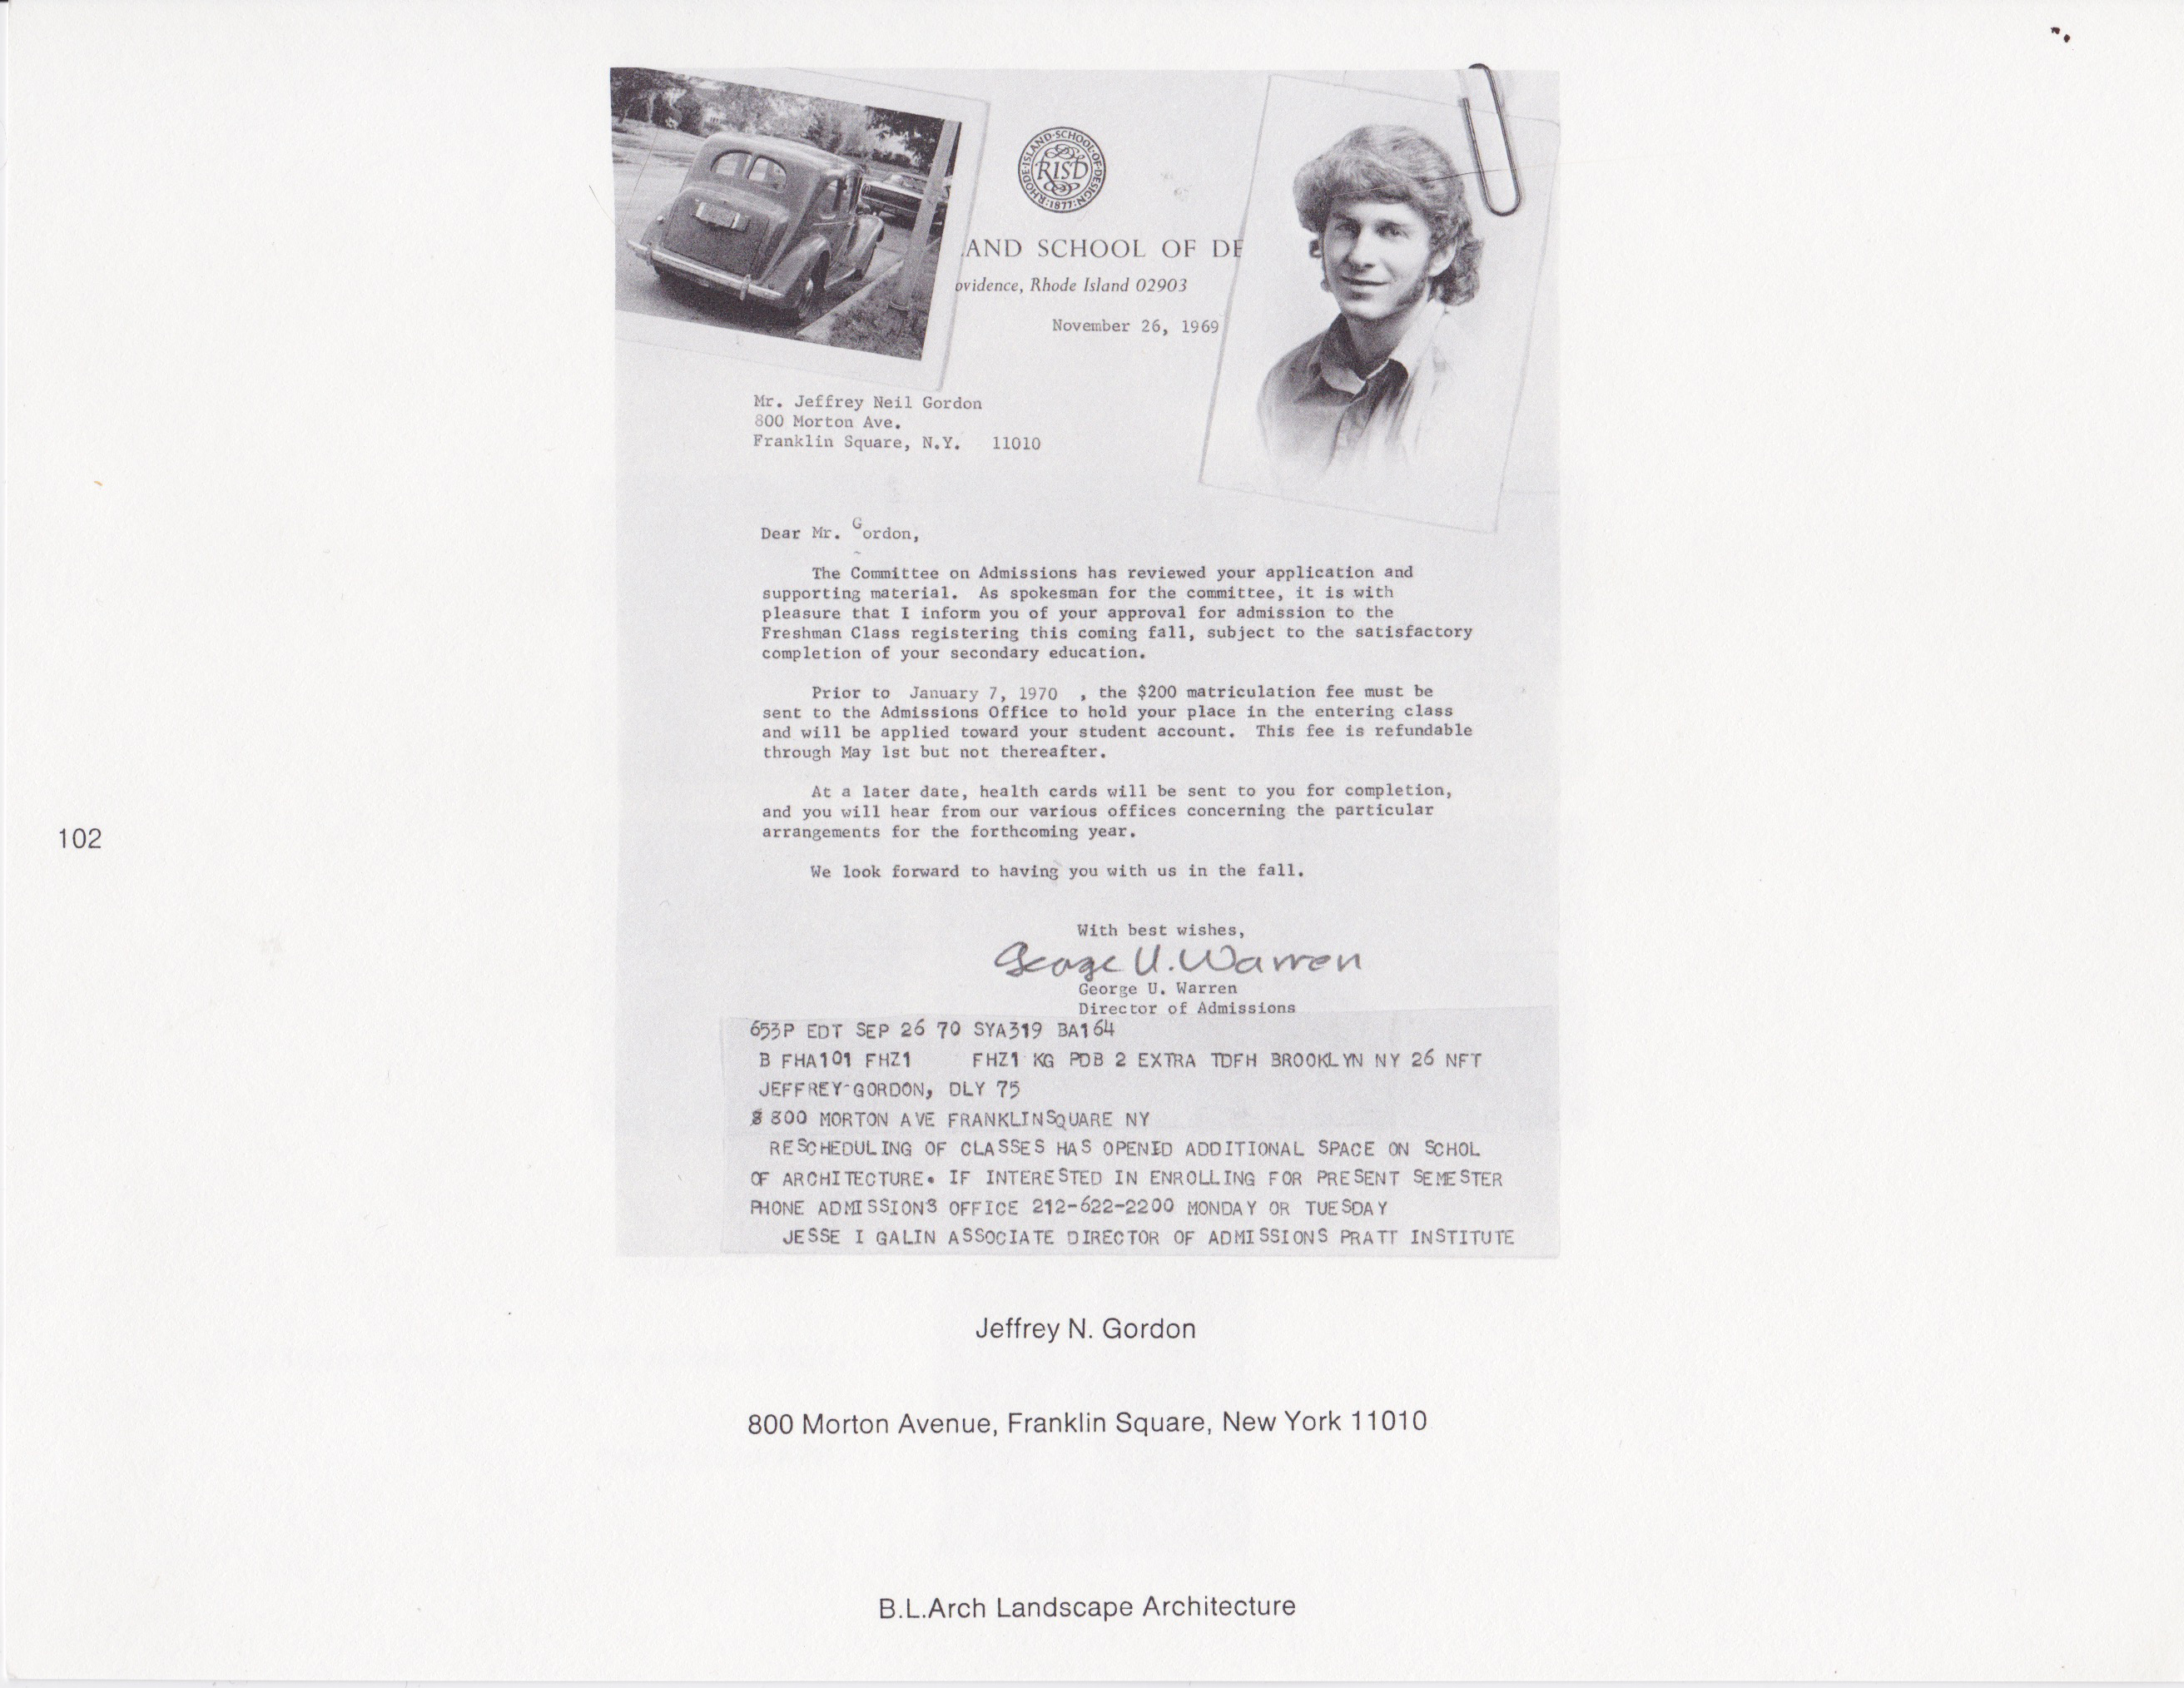 RHODE·ISLAND·SCHOOL·OF·DESIGN·
RISD
·1877·
AND SCHOOL OF DE
ovidence, Rhode Island 02903
November 26, 1969
Mr. Jeffrey Neil Gordon
800 Morton Ave.
Franklin Square, N.Y. 11010
Dear Mr. Gordon,
The Committee on Admissions has reviewed your application and
supporting material. As spokesman for the committee, it is with
pleasure that I inform you of your approval for admission to the
Freshman Class registering this coming fall, subject to the satisfactory
completion of your secondary education.
Prior to January 7, 1970 , the $200 matriculation fee must be
sent to the Admissions Office to hold your place in the entering class
and will be applied toward your student account. This fee is refundable
through May 1st but not thereafter.
At a later date, health cards will be sent to you for completion,
and you will hear from our various offices concerning the particular
arrangements for the forthcoming year.
102
We look forward to having you with us in the fall.
With best wishes,
George U. Warren
George U. Warren
Director of Admissions
653P EDT SEP 26 70 SYA319 BA164
B FHA101 FHZ1 FHZ1 KG PDB 2 EXTRA TDFH BROOKLYN NY 26 NFT
JEFFREY-GORDON, DLY 75
800 MORTON AVE FRANKLINSQUARE NY
RESCHEDULING OF CLASSES HAS OPENED ADDITIONAL SPACE ON SCHOL
OF ARCHITECTURE. IF INTERESTED IN ENROLLING FOR PRESENT SEMESTER
PHONE ADMISSIONS OFFICE 212-622-2200 MONDAY OR TUESDAY
JESSE I GALIN ASSOCIATE DIRECTOR OF ADMISSIONS PRATT INSTITUTE
Jeffrey N. Gordon
800 Morton Avenue, Franklin Square, New York 11010
B.L.Arch Landscape Architecture